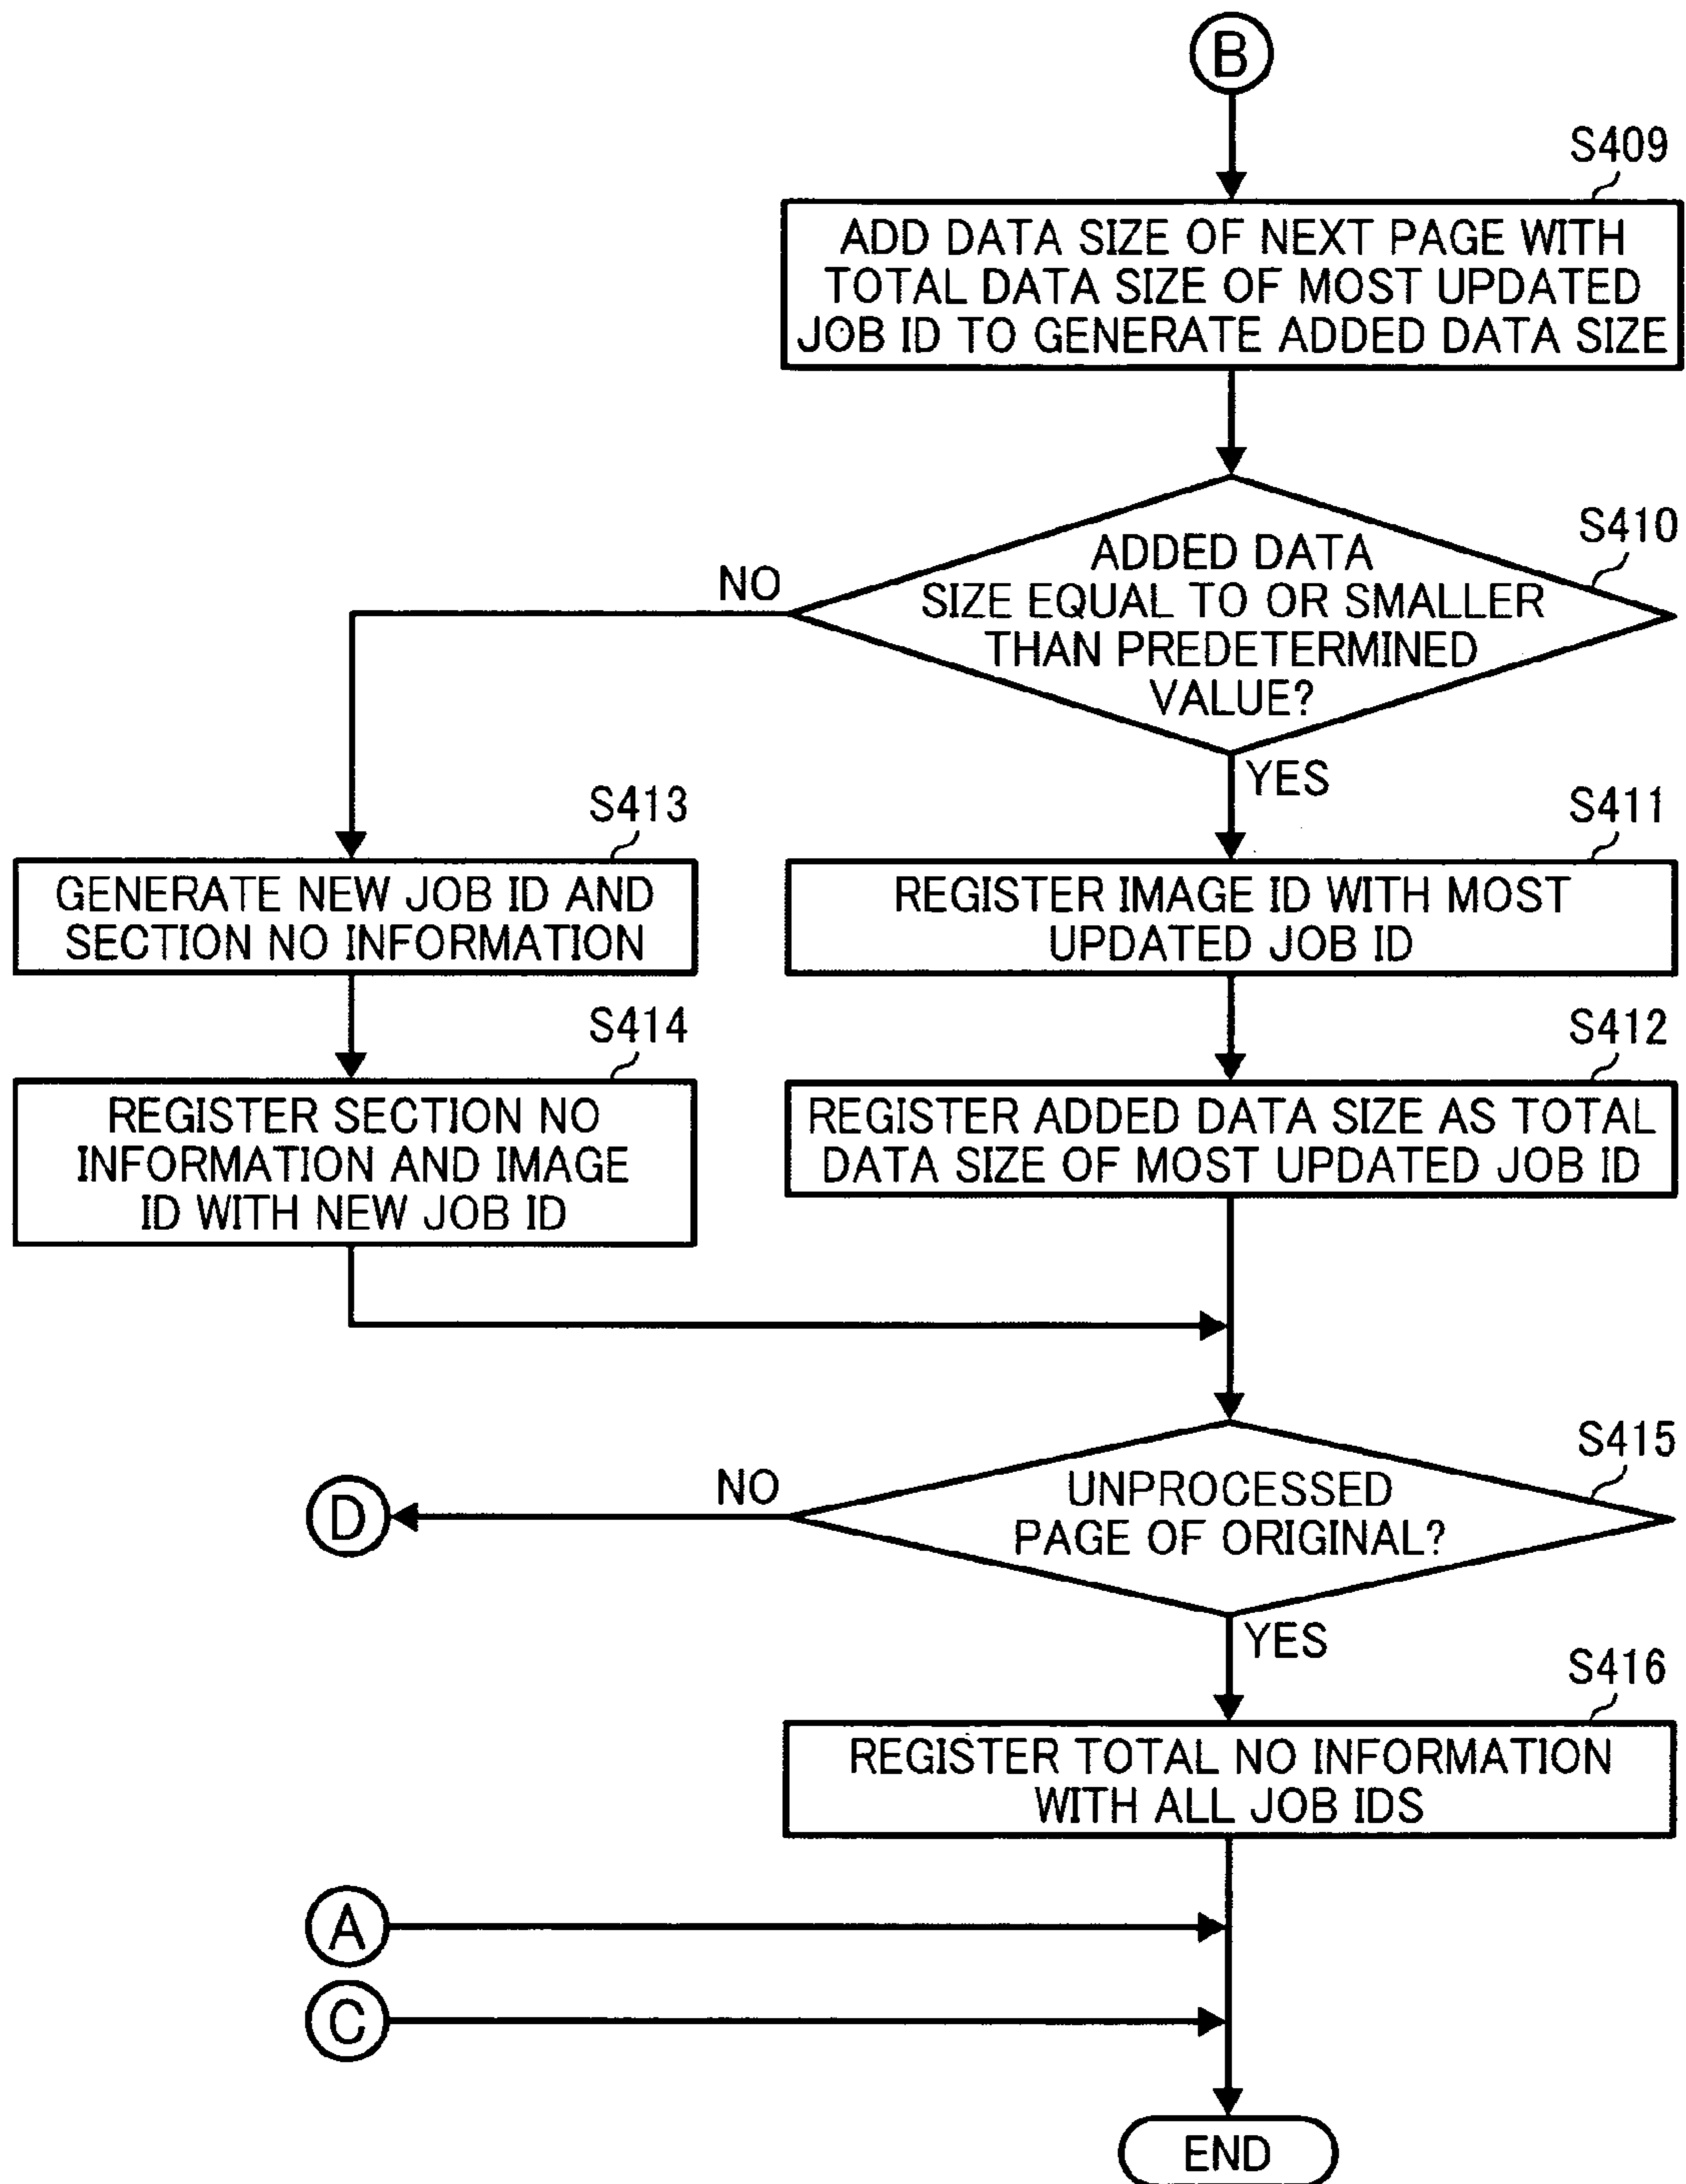 B
S409
ADD DATA SIZE OF NEXT PAGE WITH
TOTAL DATA SIZE OF MOST UPDATED
JOB ID TO GENERATE ADDED DATA SIZE
S410
ADDED DATA
SIZE EQUAL TO OR SMALLER
THAN PREDETERMINED
VALUE?
NO
YES
S413
GENERATE NEW JOB ID AND
SECTION NO INFORMATION
S411
REGISTER IMAGE ID WITH MOST
UPDATED JOB ID
S414
REGISTER SECTION NO
INFORMATION AND IMAGE
ID WITH NEW JOB ID
S412
REGISTER ADDED DATA SIZE AS TOTAL
DATA SIZE OF MOST UPDATED JOB ID
S415
UNPROCESSED
PAGE OF ORIGINAL?
NO
D
YES
S416
REGISTER TOTAL NO INFORMATION
WITH ALL JOB IDS
A
C
END